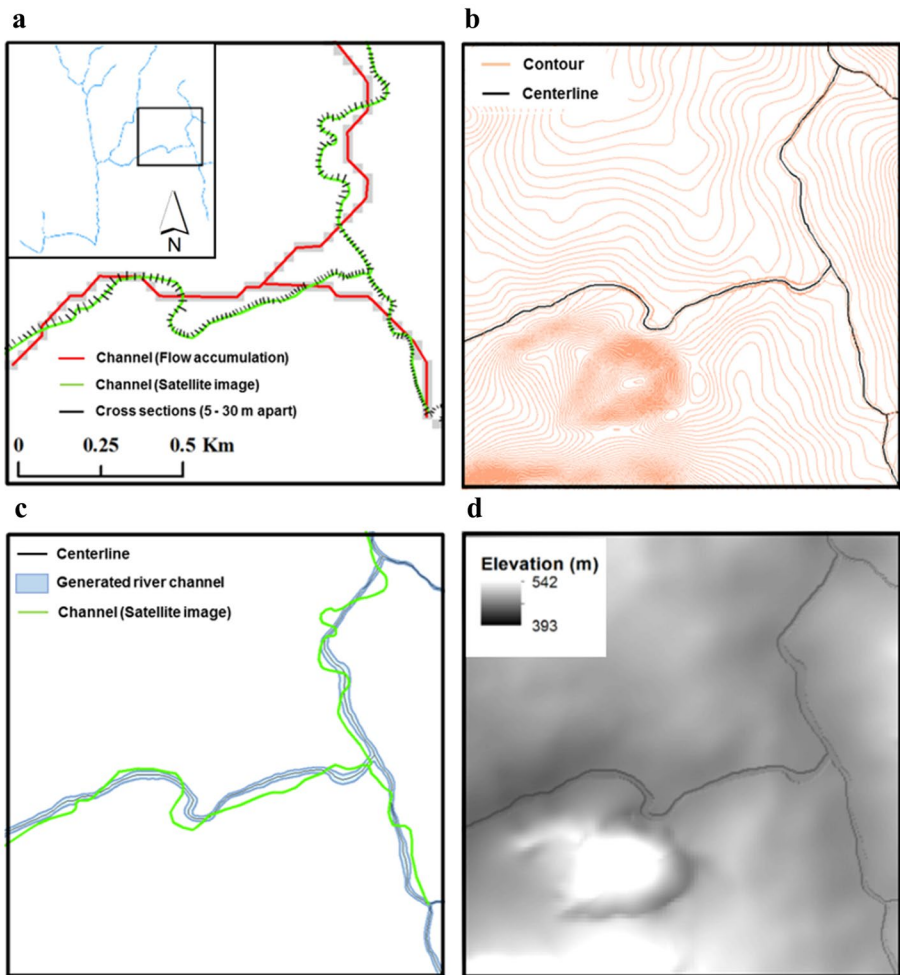 a
N
Channel (Flow accumulation)
Channel (Satellite image)
Cross sections (5 - 30 m apart)
0 0.25 0.5 Km
b
Contour
Centerline
c
Centerline
Generated river channel
Channel (Satellite image)
d
Elevation (m)
542
393